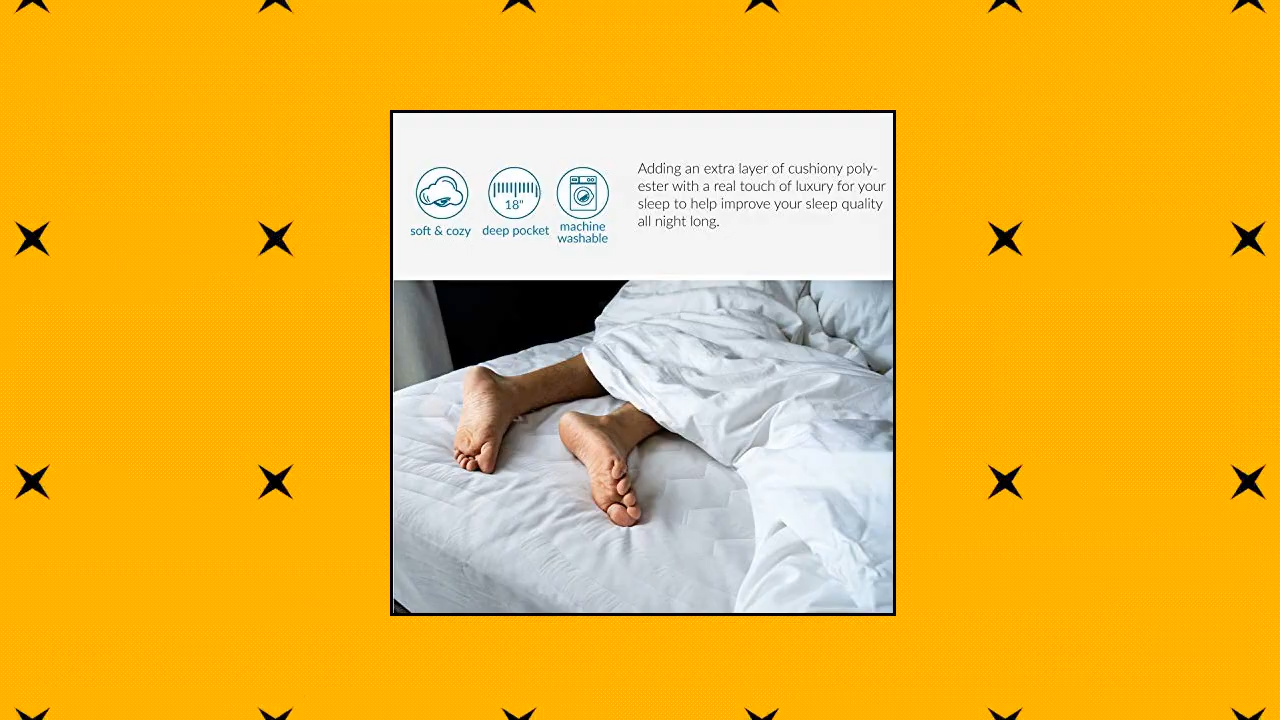 Adding an extra layer of cushiony poly-
ester with a real touch of luxury for your
sleep to help improve your sleep quality
all night long.
18"
soft & cozy
deep pocket
machine
washable